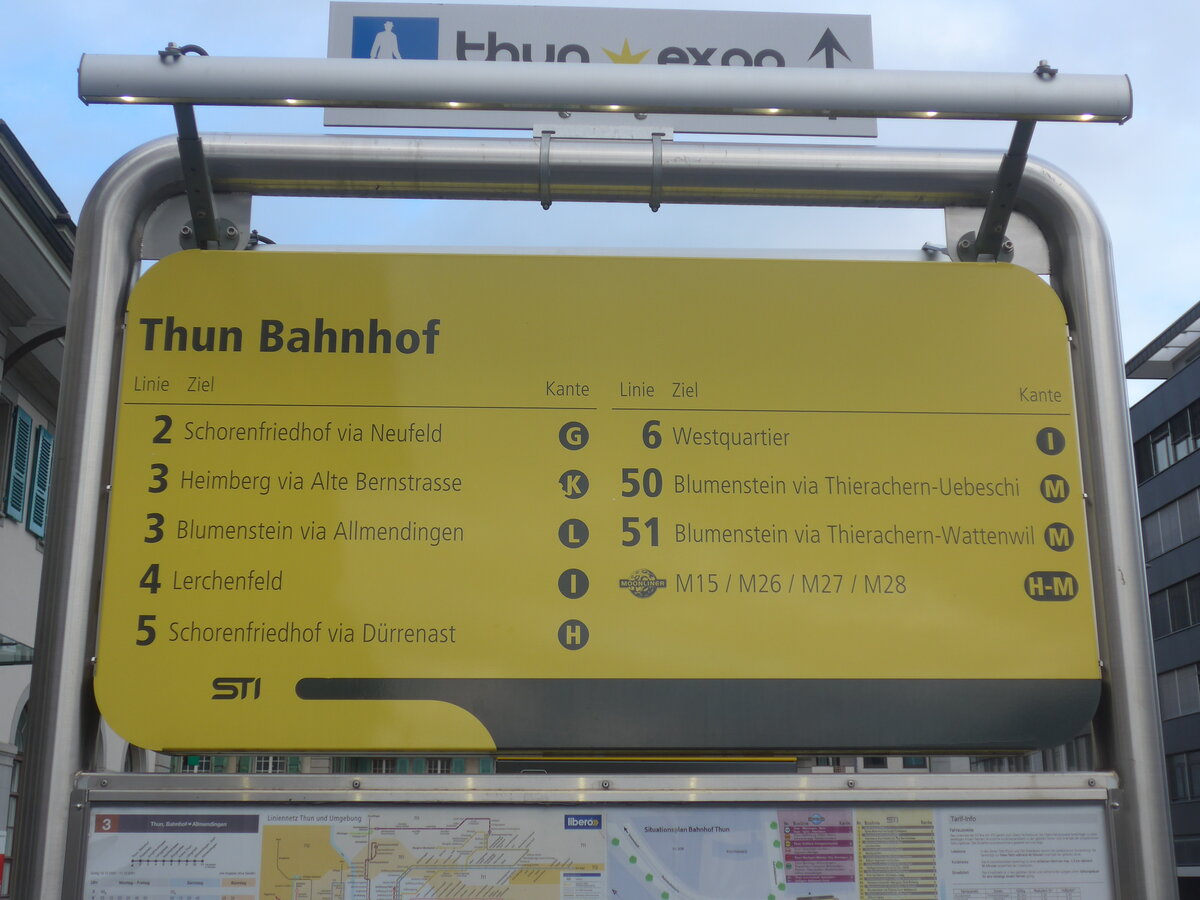 thun expo
Thun Bahnhof
Linie Ziel Kante
2 Schorenfriedhof via Neufeld G
3 Heimberg via Alte Bernstrasse K
3 Blumenstein via Allmendingen L
4 Lerchenfeld I
5 Schorenfriedhof via Dürrenast H
Linie Ziel Kante
6 Westquartier I
50 Blumenstein via Thierachern-Uebeschi M
51 Blumenstein via Thierachern-Wattenwil M
MOONLINER M15 / M26 / M27 / M28 H-M
STI
3 Thun, Bahnhof
Liniennetz Thun und Umgebung
libero
Situationsplan Bahnhof Thun
STI
Tarif-Info